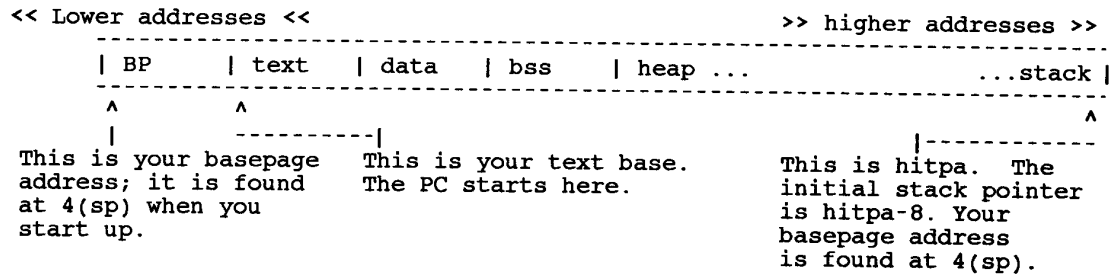 << Lower addresses << >> higher addresses >>
| BP | text | data | bss | heap ... ...stack |
This is your basepage
address; it is found
at 4(sp) when you
start up.
This is your text base.
The PC starts here.
This is hitpa. The
initial stack pointer
is hitpa-8. Your
basepage address
is found at 4(sp).